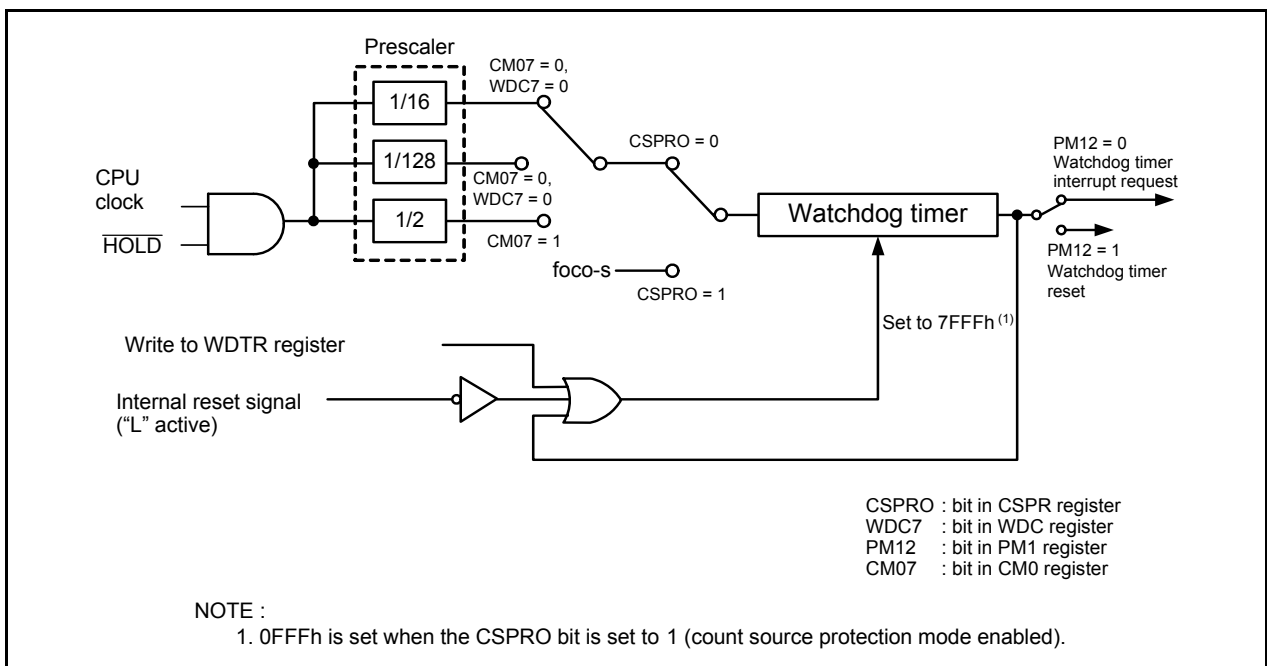 Prescaler
CM07 = 0,
WDC7 = 0
1/16
CSPRO = 0
PM12 = 0
Watchdog timer
interrupt request
1/128
CPU
clock
CM07 = 0,
WDC7 = 0
Watchdog timer
HOLD
1/2
CM07 = 1
PM12 = 1
Watchdog timer
reset
foco-s
CSPRO = 1
Set to 7FFFh (1)
Write to WDTR register
Internal reset signal
(“L” active)
CSPRO : bit in CSPR register
WDC7 : bit in WDC register
PM12 : bit in PM1 register
CM07 : bit in CM0 register
NOTE :
1. 0FFFh is set when the CSPRO bit is set to 1 (count source protection mode enabled).